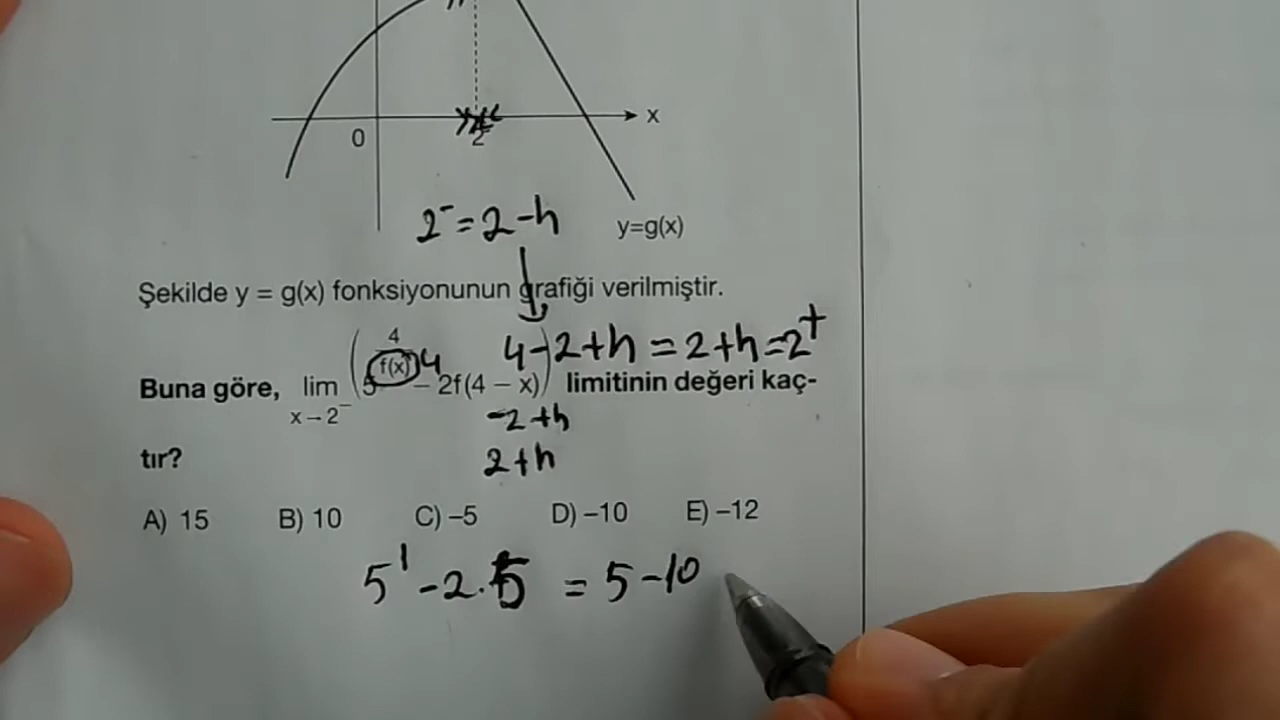 x
0
2
2⁻=2-h
y=g(x)
Şekilde y = g(x) fonksiyonunun grafiği verilmiştir.
4-2+h=2+h=2⁺
4 4
Buna göre, lim (5 f(x) – 2f(4 – x)) limitinin değeri kaç-
x→2⁻
-2+h
tır?
2+h
A) 15 B) 10 C) –5 D) –10 E) –12
5¹-2.5 = 5-10